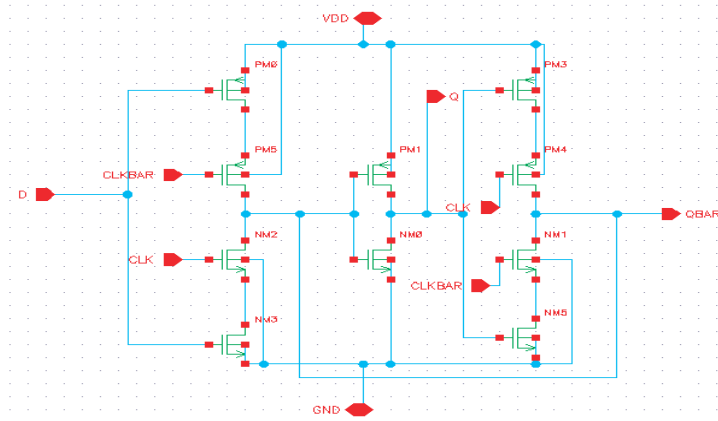 VDD
PM0
PM3
Q
PM5
PM1
PM4
CLKBAR
D
CLK
QBAR
NM2
NM0
NM1
CLK
CLKBAR
NM3
NM5
GND